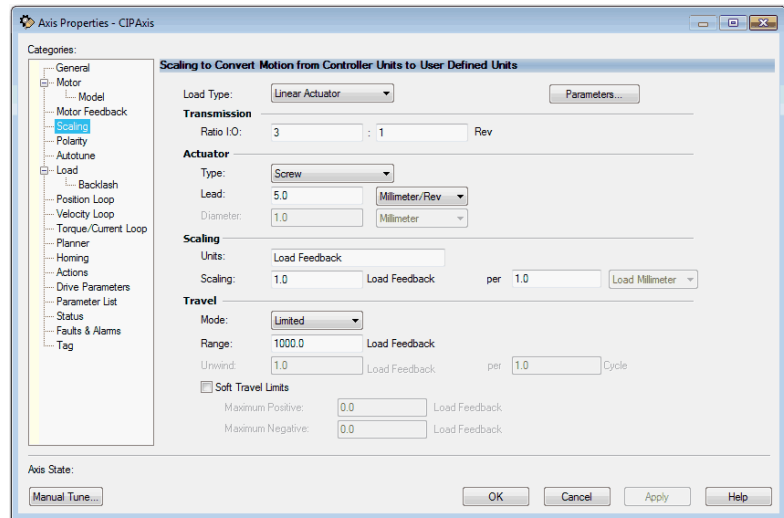 Axis Properties - CIPAxis
Categories:
General
Motor
Model
Motor Feedback
Scaling
Polarity
Autotune
Load
Backlash
Position Loop
Velocity Loop
Torque/Current Loop
Planner
Homing
Actions
Drive Parameters
Parameter List
Status
Faults & Alarms
Tag
Scaling to Convert Motion from Controller Units to User Defined Units
Load Type: Linear Actuator Parameters...
Transmission
Ratio I:O: 3 : 1 Rev
Actuator
Type: Screw
Lead: 5.0 Millimeter/Rev
Diameter: 1.0 Millimeter
Scaling
Units: Load Feedback
Scaling: 1.0 Load Feedback per 1.0 Load Millimeter
Travel
Mode: Limited
Range: 1000.0 Load Feedback
Unwind: 1.0 Load Feedback per 1.0 Cycle
Soft Travel Limits
Maximum Positive: 0.0 Load Feedback
Maximum Negative: 0.0 Load Feedback
Axis State:
Manual Tune... OK Cancel Apply Help